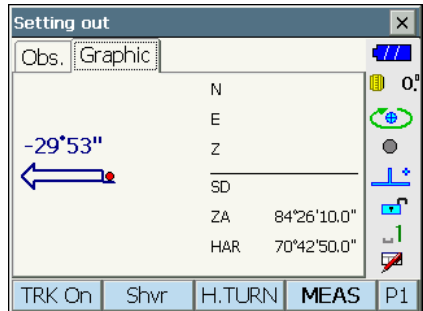 Setting out
Obs. Graphic
0."
N
E
-29°53" Z
SD
ZA 84°26'10.0"
HAR 70°42'50.0"
1
TRK On Shvr H.TURN MEAS P1